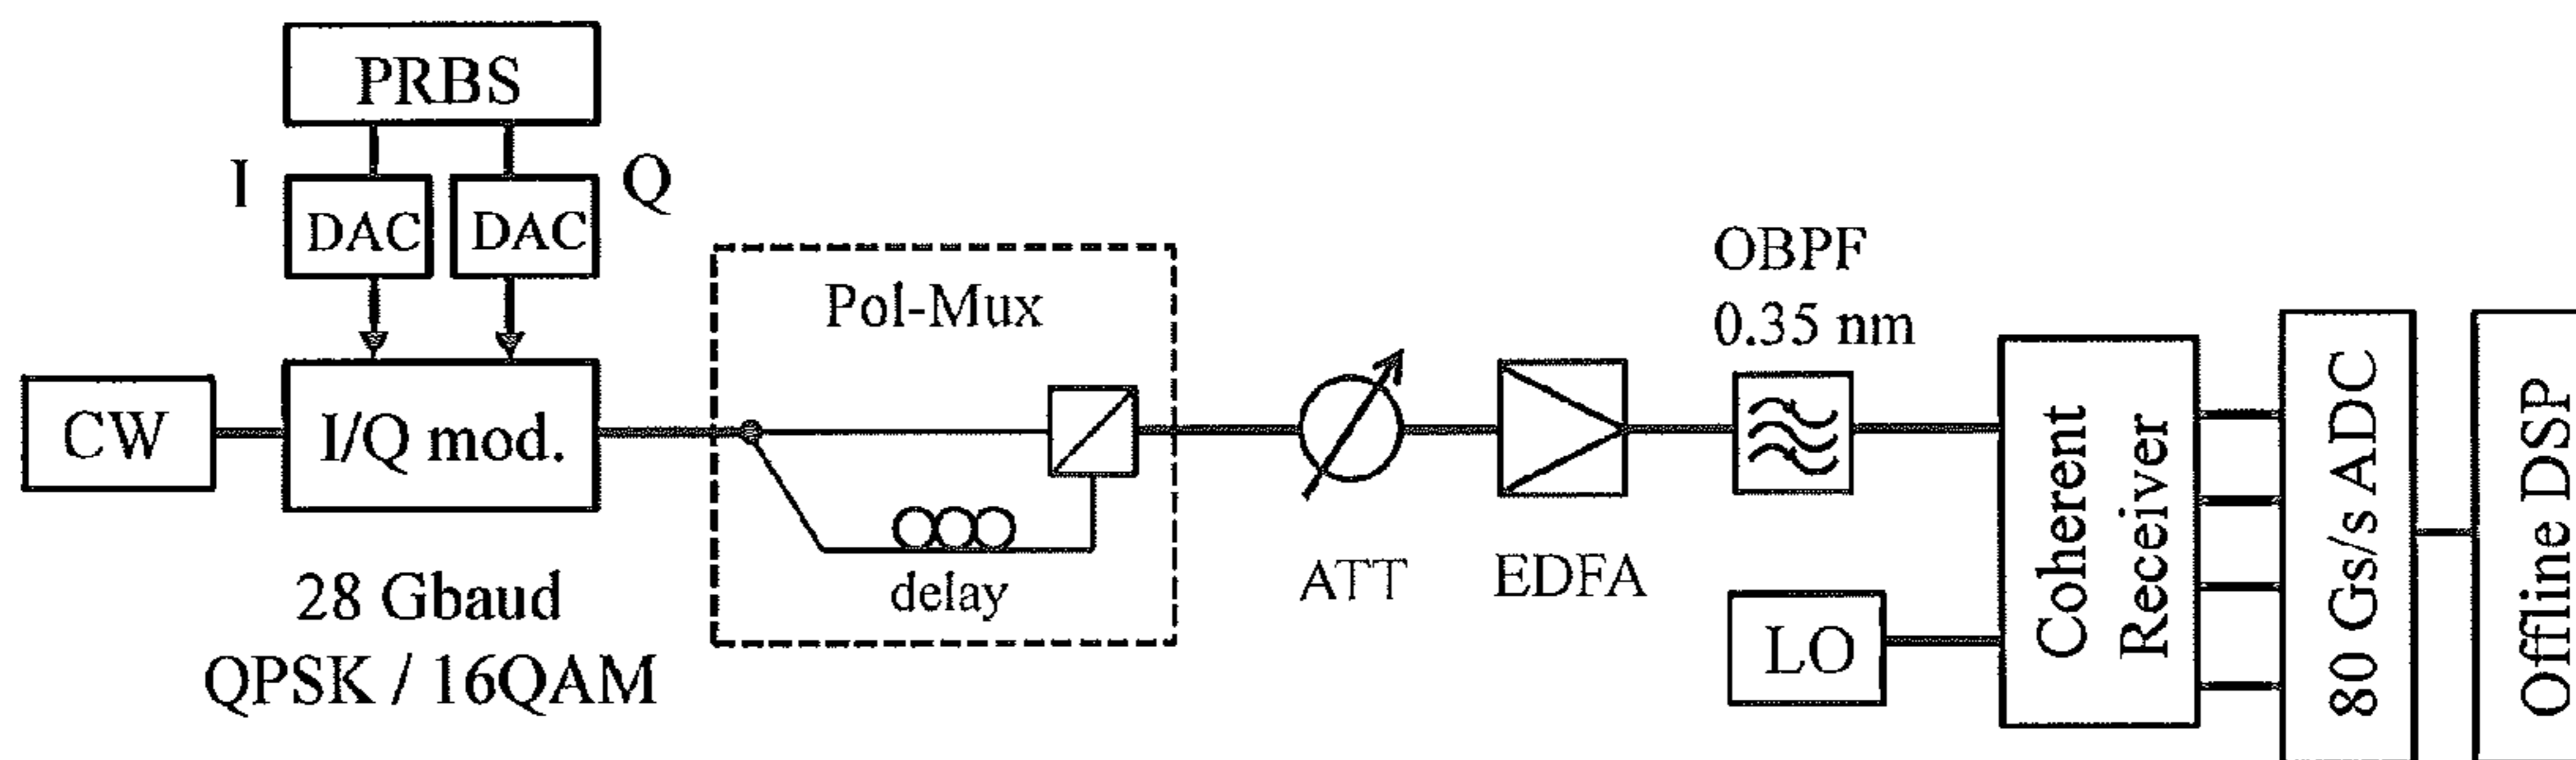 PRBS
I
Q
DAC
DAC
CW
I/Q mod.
28 Gbaud
QPSK / 16QAM
Pol-Mux
delay
ATT
EDFA
OBPF
0.35 nm
LO
Coherent
Receiver
80 Gs/s ADC
Offline DSP